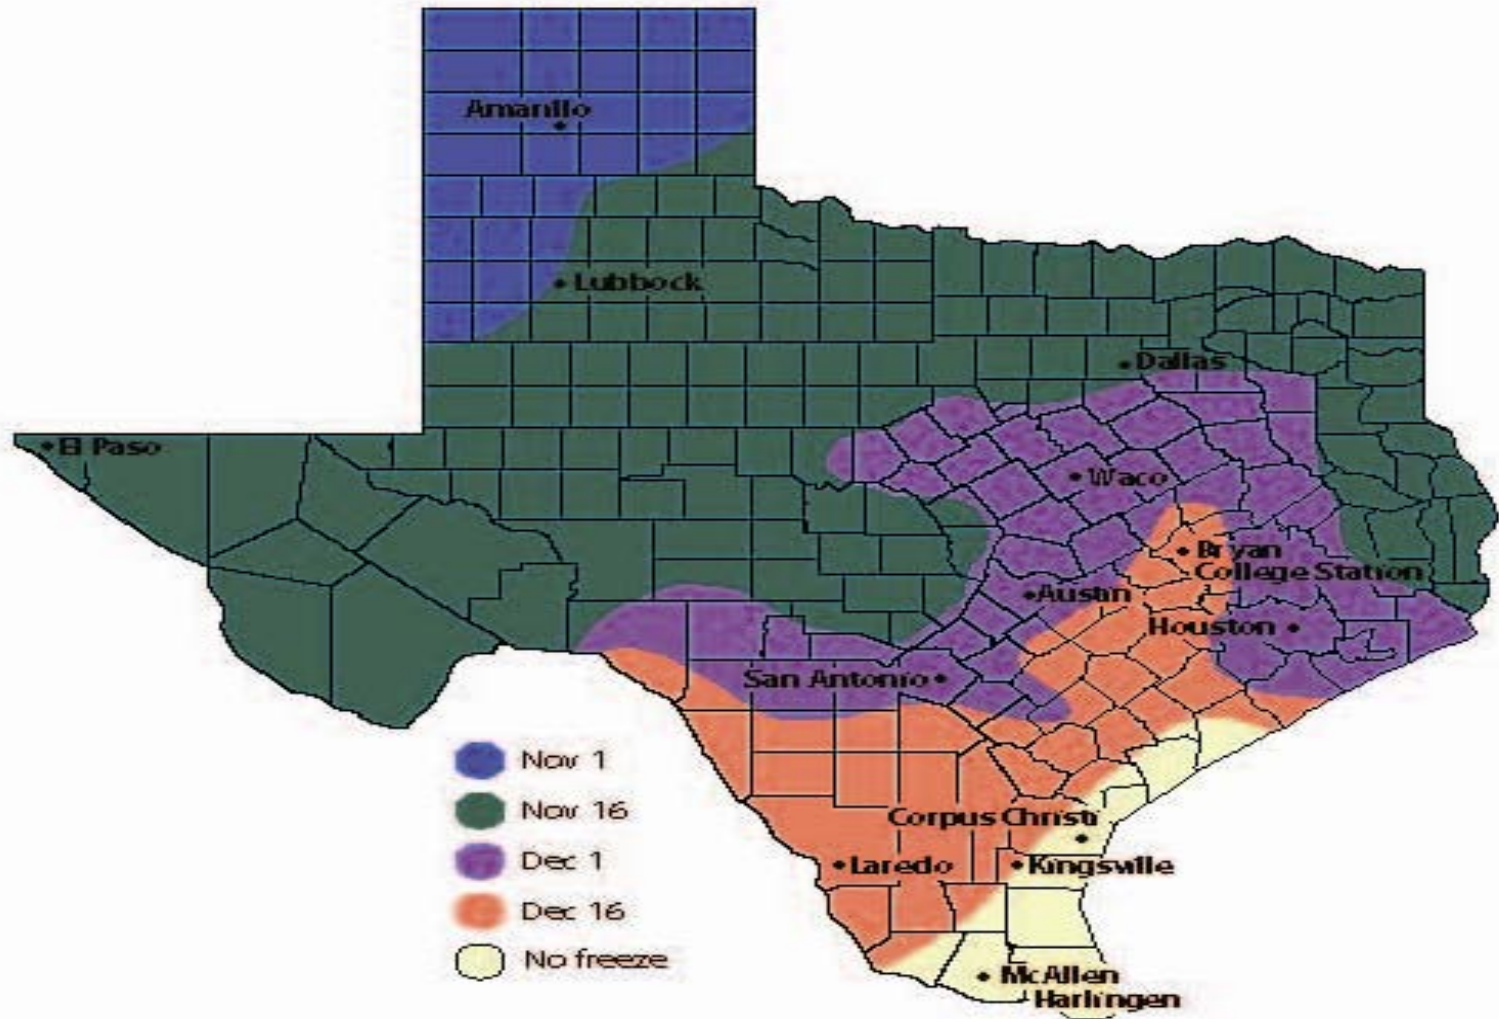 Amarillo
Lubbock
Dallas
El Paso
Waco
Bryan
College Station
Austin
Houston
San Antonio
Nov 1
Nov 16
Dec 1
Dec 16
No freeze
Corpus Christi
Laredo
Kingsville
McAllen
Harlingen